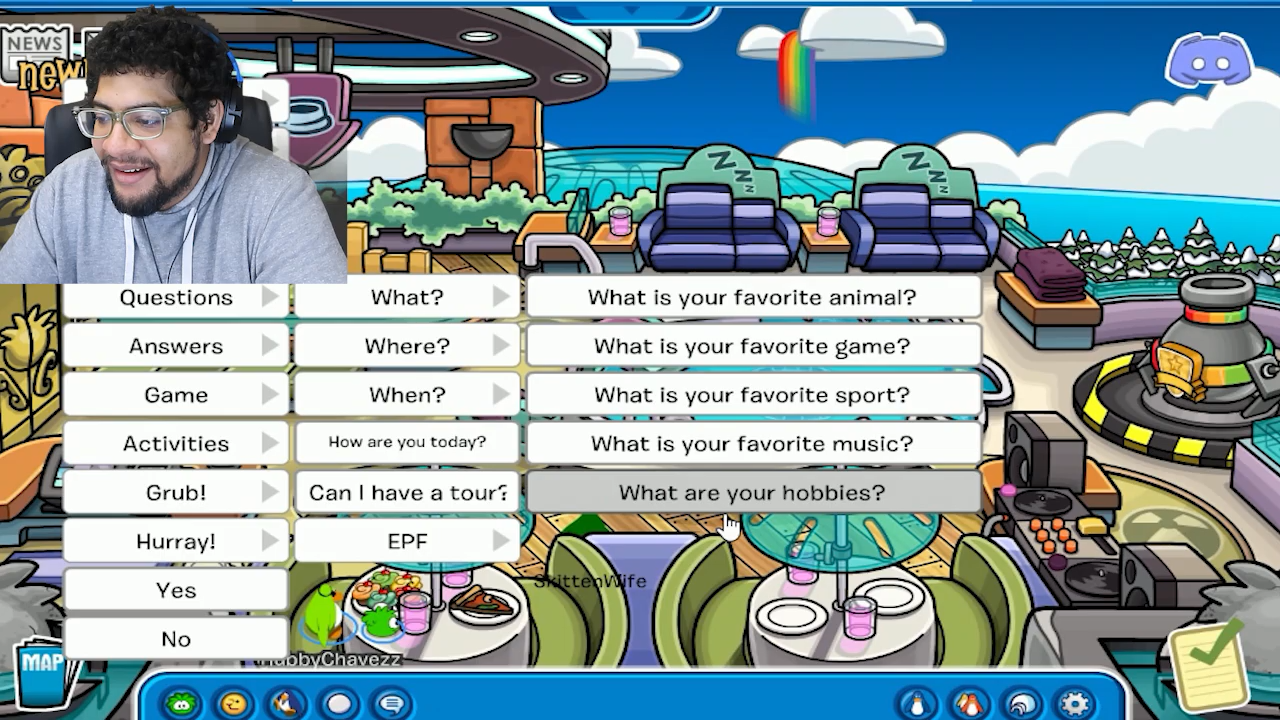 NEWS
new
Z Z Z
Z Z Z
Questions
What?
What is your favorite animal?
Answers
Where?
What is your favorite game?
Game
When?
What is your favorite sport?
Activities
How are you today?
What is your favorite music?
Grub!
Can I have a tour?
What are your hobbies?
Hurray!
EPF
Yes
SkittenWife
No
HubbyChavezz
MAP